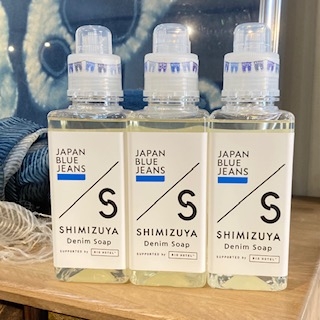 JAPAN
BLUE
JEANS
S
SHIMIZUYA
Denim Soap
SUPPORTED by
JAPAN
BLUE
JEANS
S
SHIMIZUYA
Denim Soap
SUPPORTED by
JAPAN
BLUE
JEANS
S
SHIMIZUYA
Denim Soap
SUPPORTED by